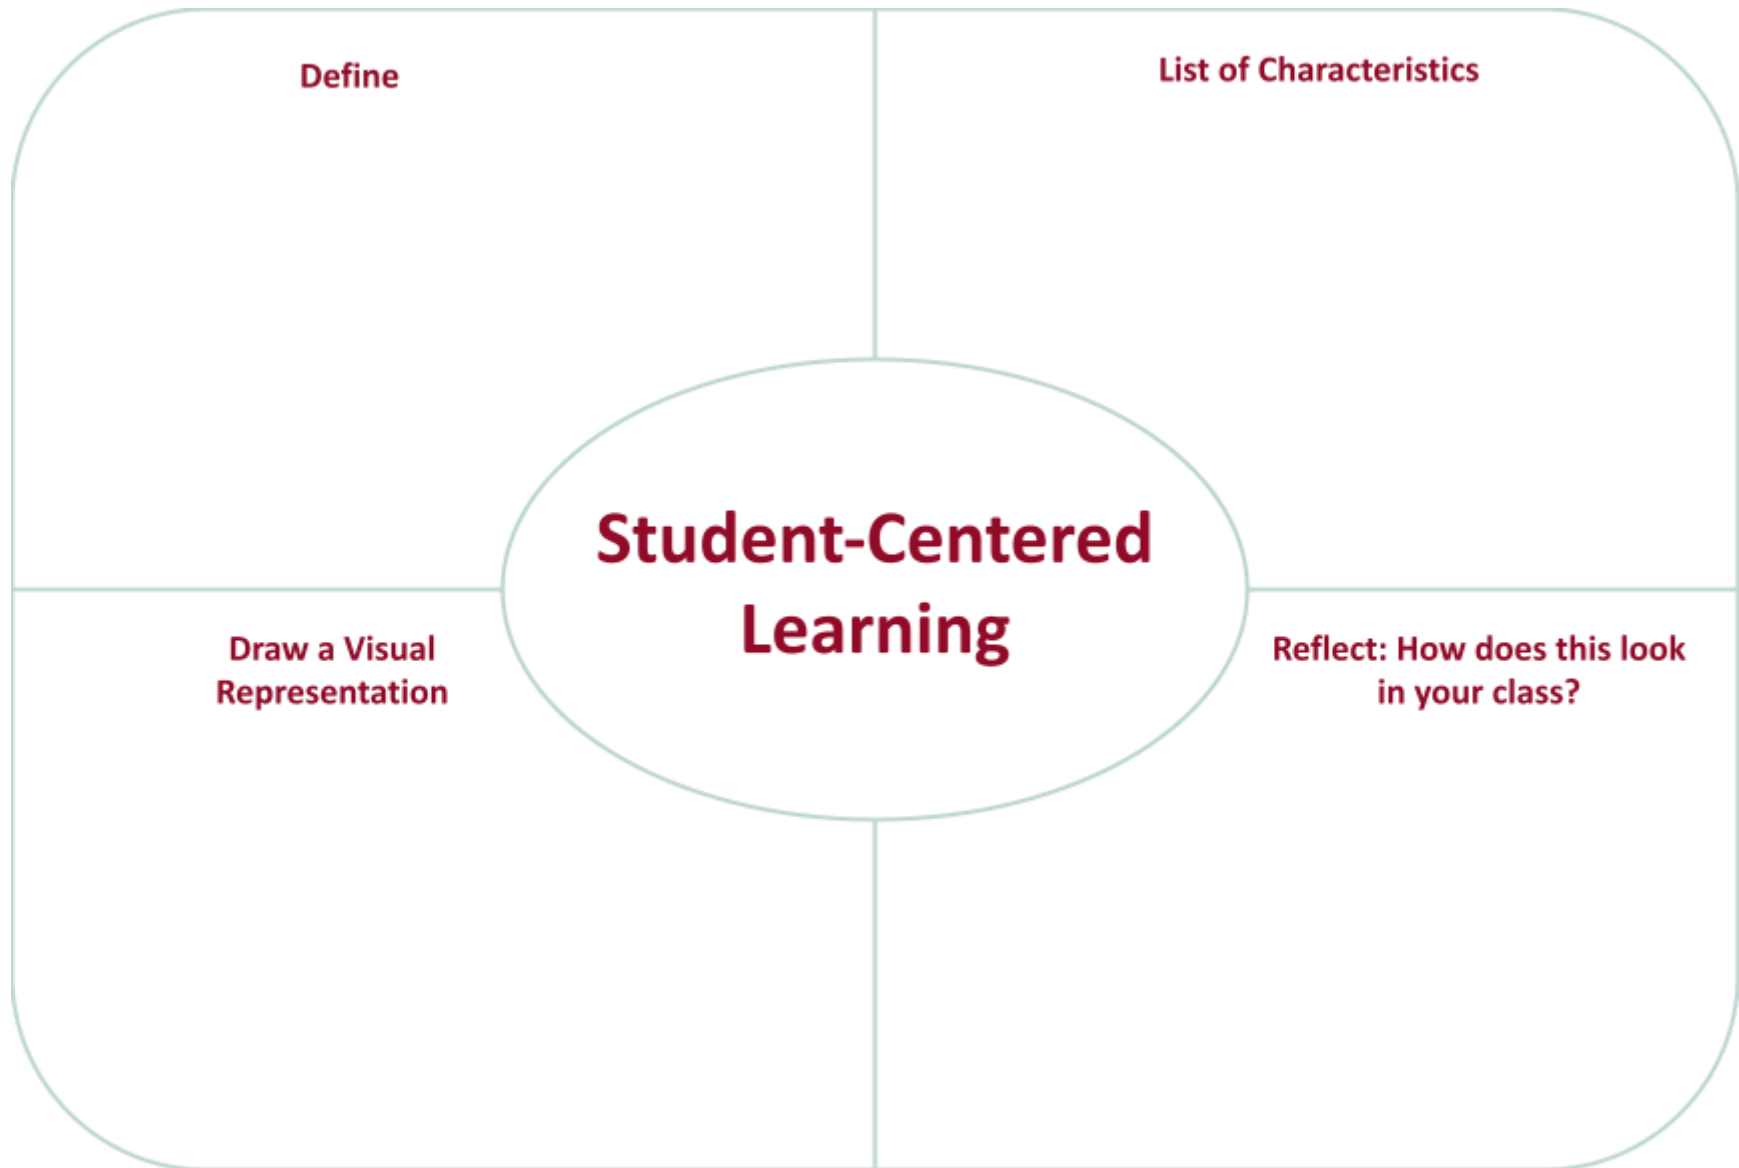 Define
List of Characteristics
Student-Centered
Learning
Draw a Visual
Representation
Reflect: How does this look
in your class?